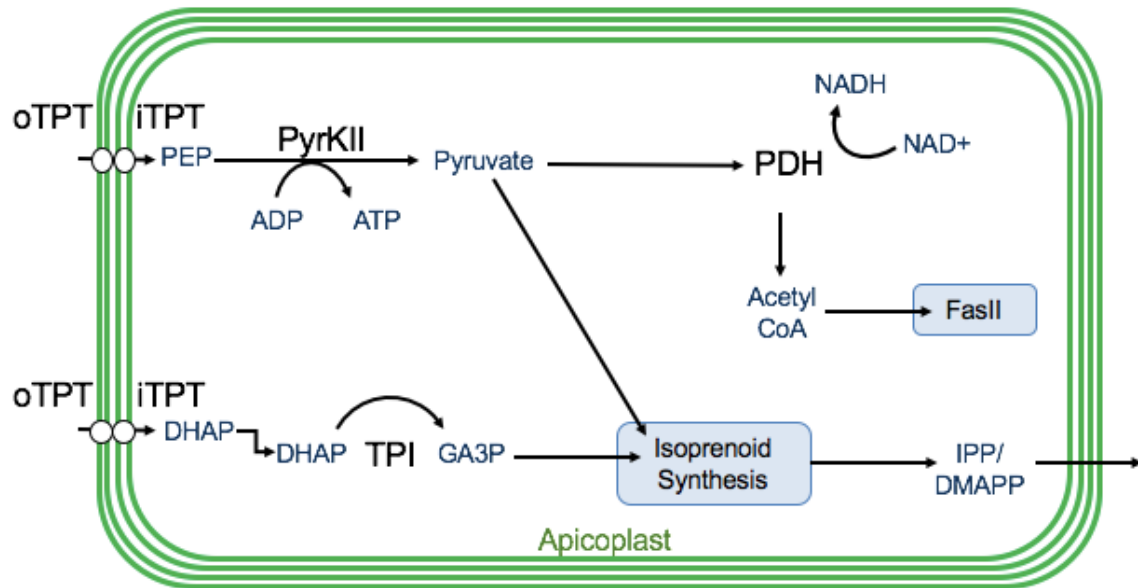 NADH
oTPT
iTPT
PyrKII
NAD+
PEP
Pyruvate
PDH
ADP
ATP
Acetyl
CoA
FasII
oTPT
iTPT
DHAP
DHAP
TPI
GA3P
Isoprenoid
Synthesis
IPP/
DMAPP
Apicoplast